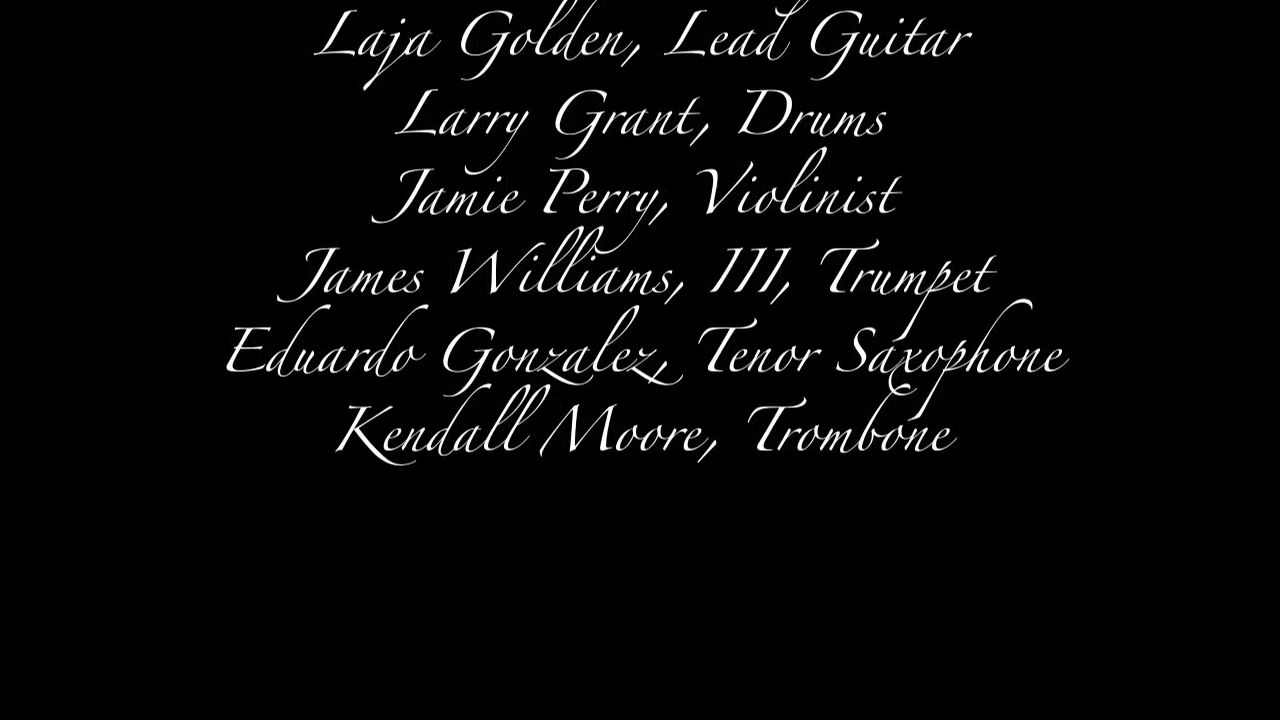 Laja Golden, Lead Guitar
Larry Grant, Drums
Jamie Perry, Violinist
James Williams, III, Trumpet
Eduardo Gonzalez, Tenor Saxophone
Kendall Moore, Trombone